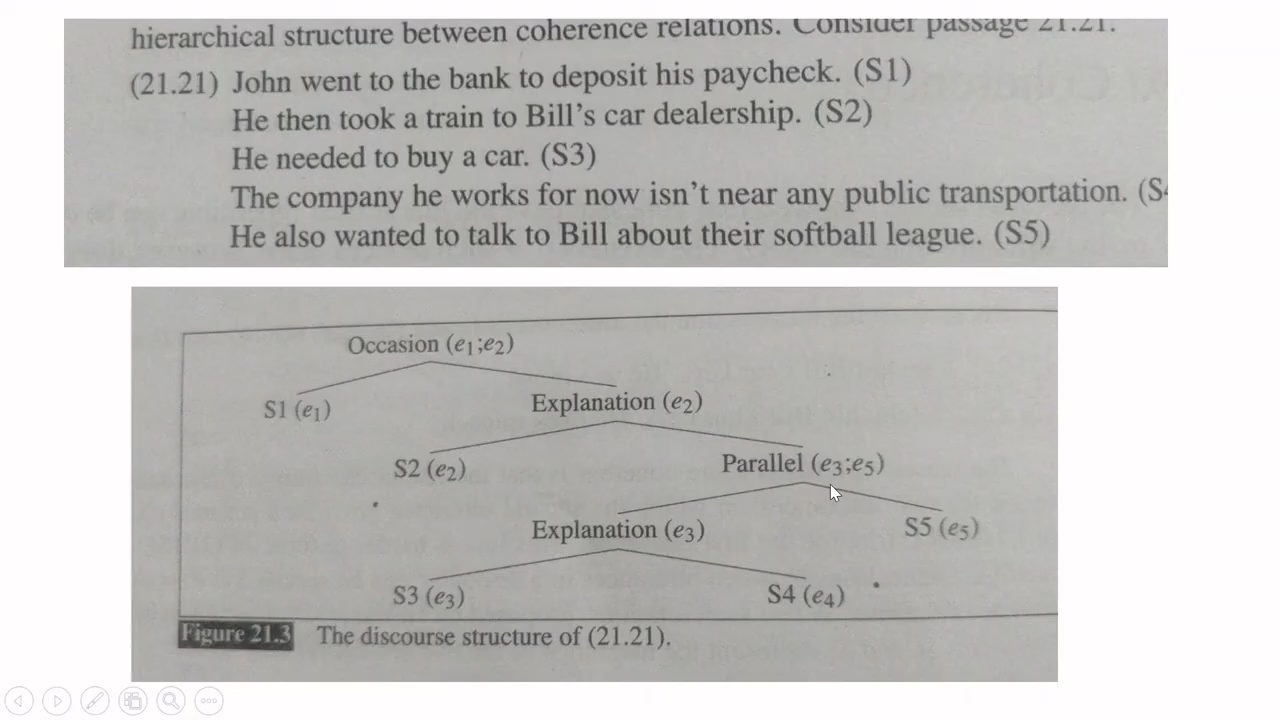 hierarchical structure between coherence relations. Consider passage 21.21.
(21.21) John went to the bank to deposit his paycheck. (S1)
He then took a train to Bill's car dealership. (S2)
He needed to buy a car. (S3)
The company he works for now isn't near any public transportation. (S4
He also wanted to talk to Bill about their softball league. (S5)
Occasion (e1;e2)
S1 (e1)
Explanation (e2)
S2 (e2)
Parallel (e3;e5)
Explanation (e3)
S5 (e5)
S3 (e3)
S4 (e4)
Figure 21.3 The discourse structure of (21.21).